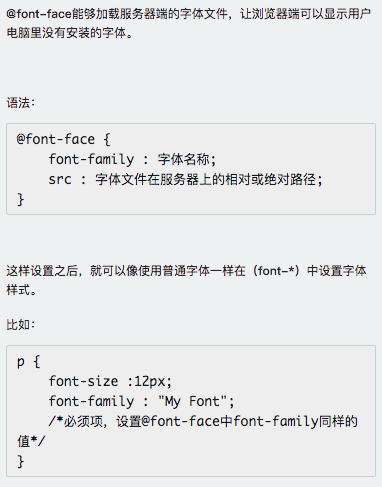 @font-face能够加载服务器端的字体文件，让浏览器端可以显示用户
电脑里没有安装的字体。
语法：
@font-face {
    font-family : 字体名称;
    src : 字体文件在服务器上的相对或绝对路径;
}
这样设置之后，就可以像使用普通字体一样在（font-*）中设置字体
样式。
比如：
p {
    font-size :12px;
    font-family : "My Font";
    /*必须项，设置@font-face中font-family同样的
值*/
}